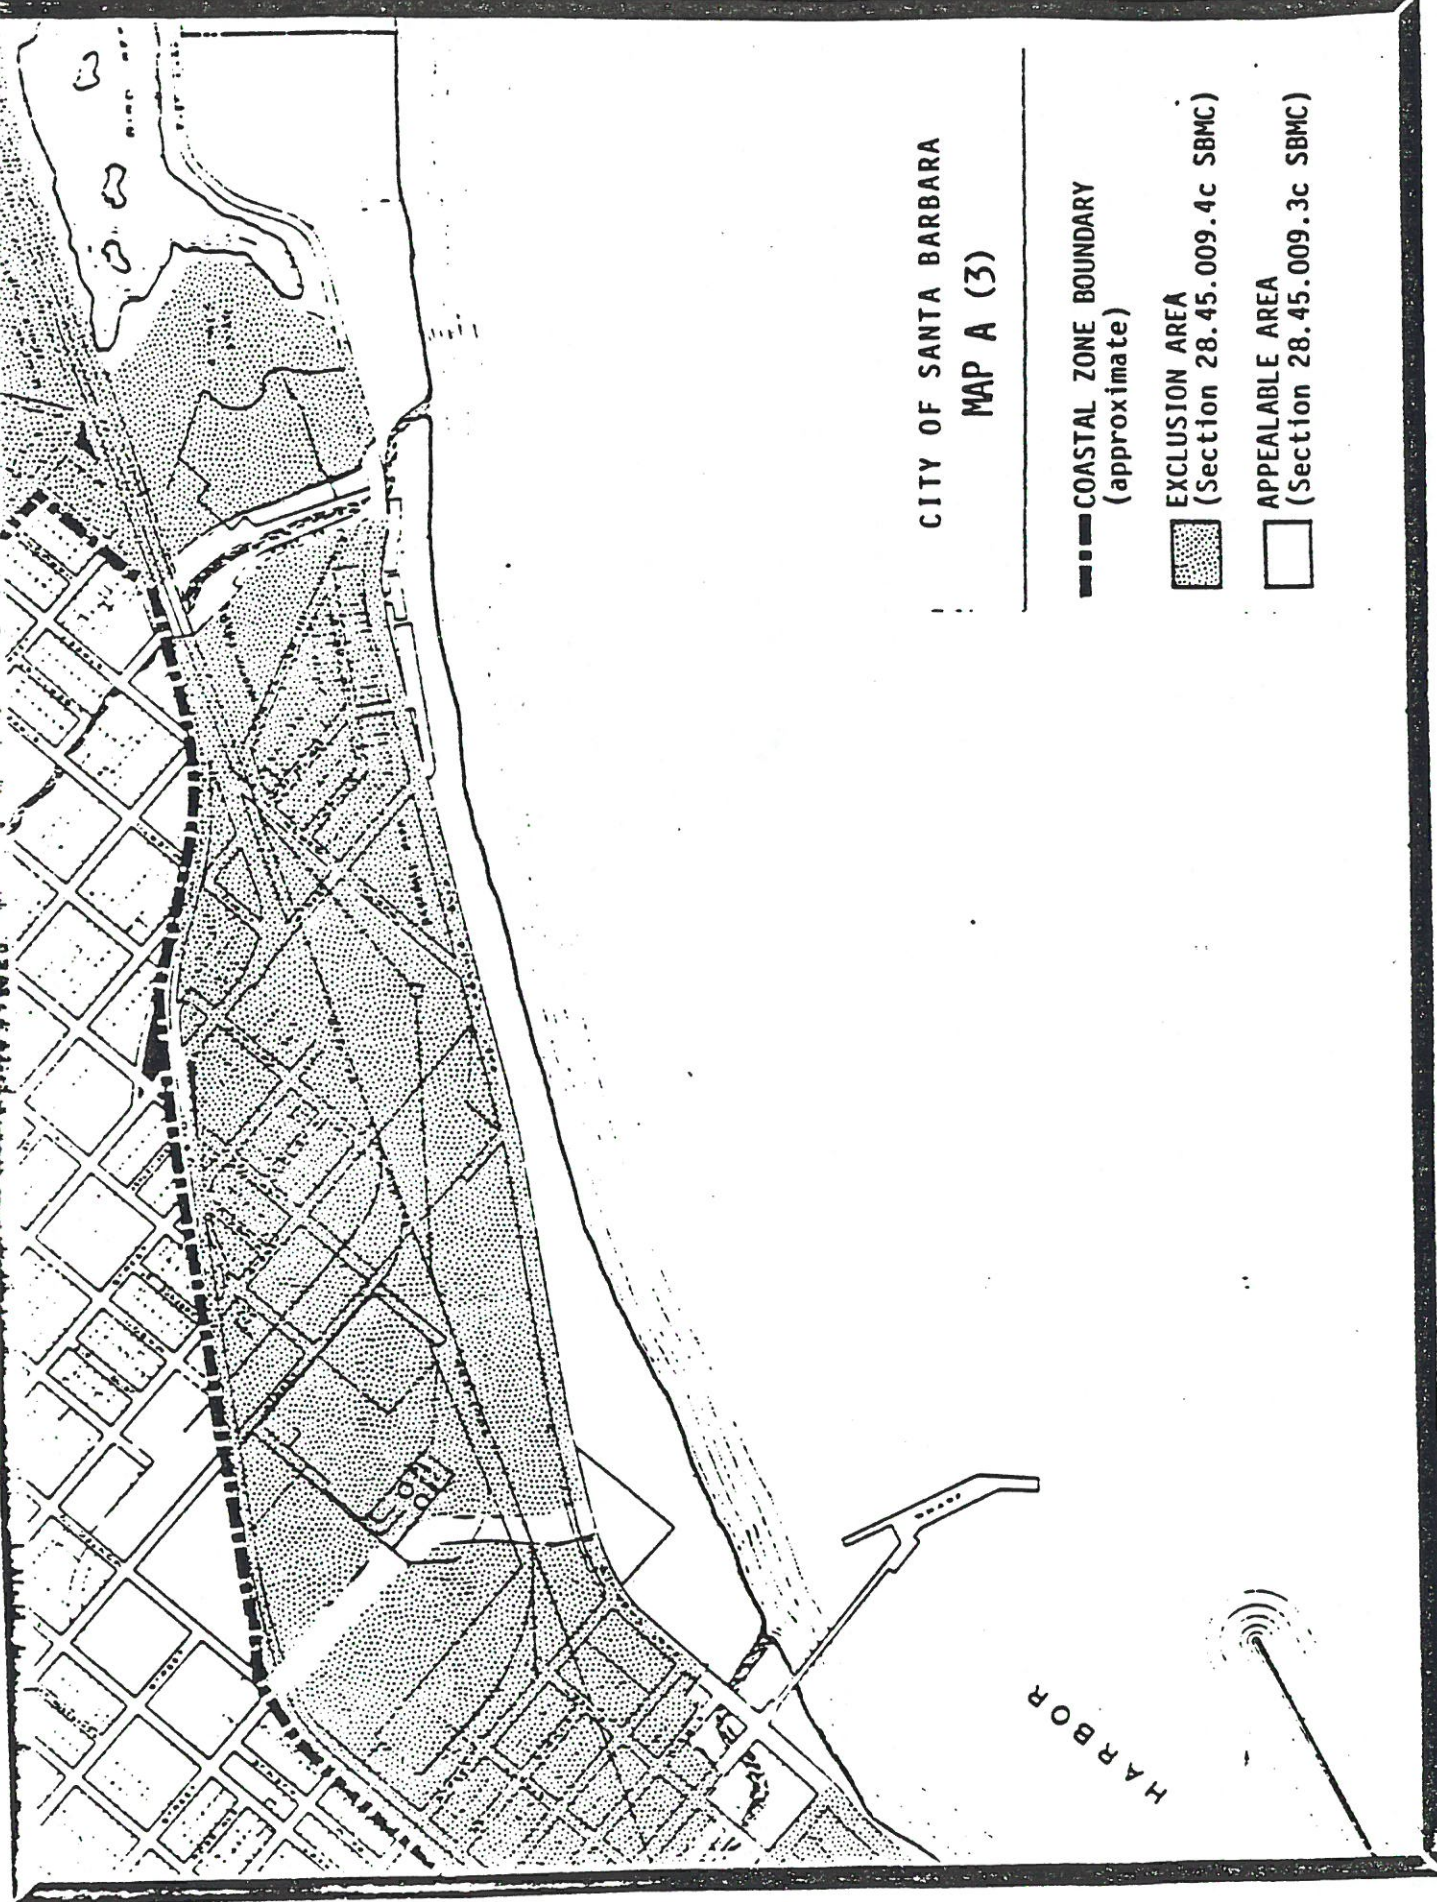 CITY OF SANTA BARBARA
MAP A (3)
COASTAL ZONE BOUNDARY
(approximate)
EXCLUSION AREA
(Section 28.45.009.4c SBMC)
APPEALABLE AREA
(Section 28.45.009.3c SBMC)
HARBOR